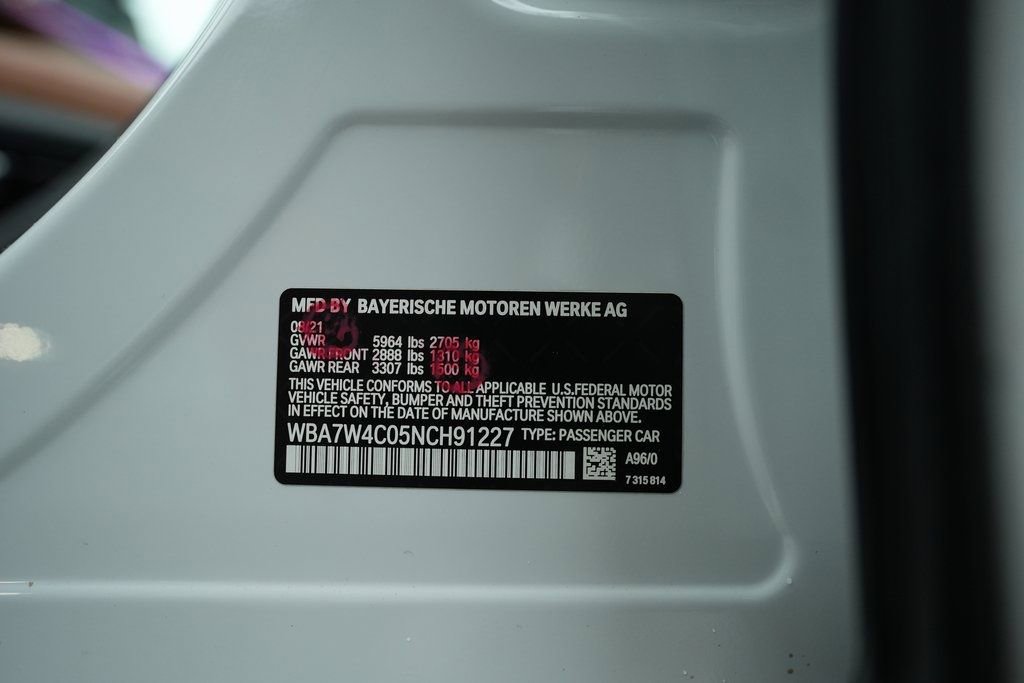 MFD BY BAYERISCHE MOTOREN WERKE AG
08/21
GVWR 5964 lbs 2705 kg
GAWR FRONT 2888 lbs 1310 kg
GAWR REAR 3307 lbs 1500 kg
THIS VEHICLE CONFORMS TO ALL APPLICABLE U.S.FEDERAL MOTOR
VEHICLE SAFETY, BUMPER AND THEFT PREVENTION STANDARDS
IN EFFECT ON THE DATE OF MANUFACTURE SHOWN ABOVE.
WBA7W4C05NCH91227 TYPE: PASSENGER CAR
A96/0
7 315 814